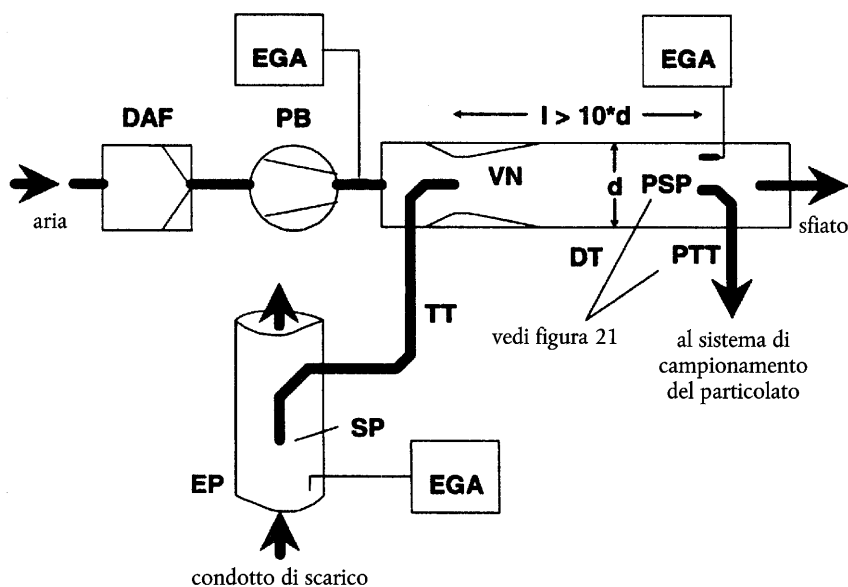 EGA
EGA
DAF
PB
l > 10*d
VN
d
PSP
aria
sfiato
DT
PTT
TT
vedi figura 21
al sistema di
campionamento
del particolato
SP
EP
EGA
condotto di scarico